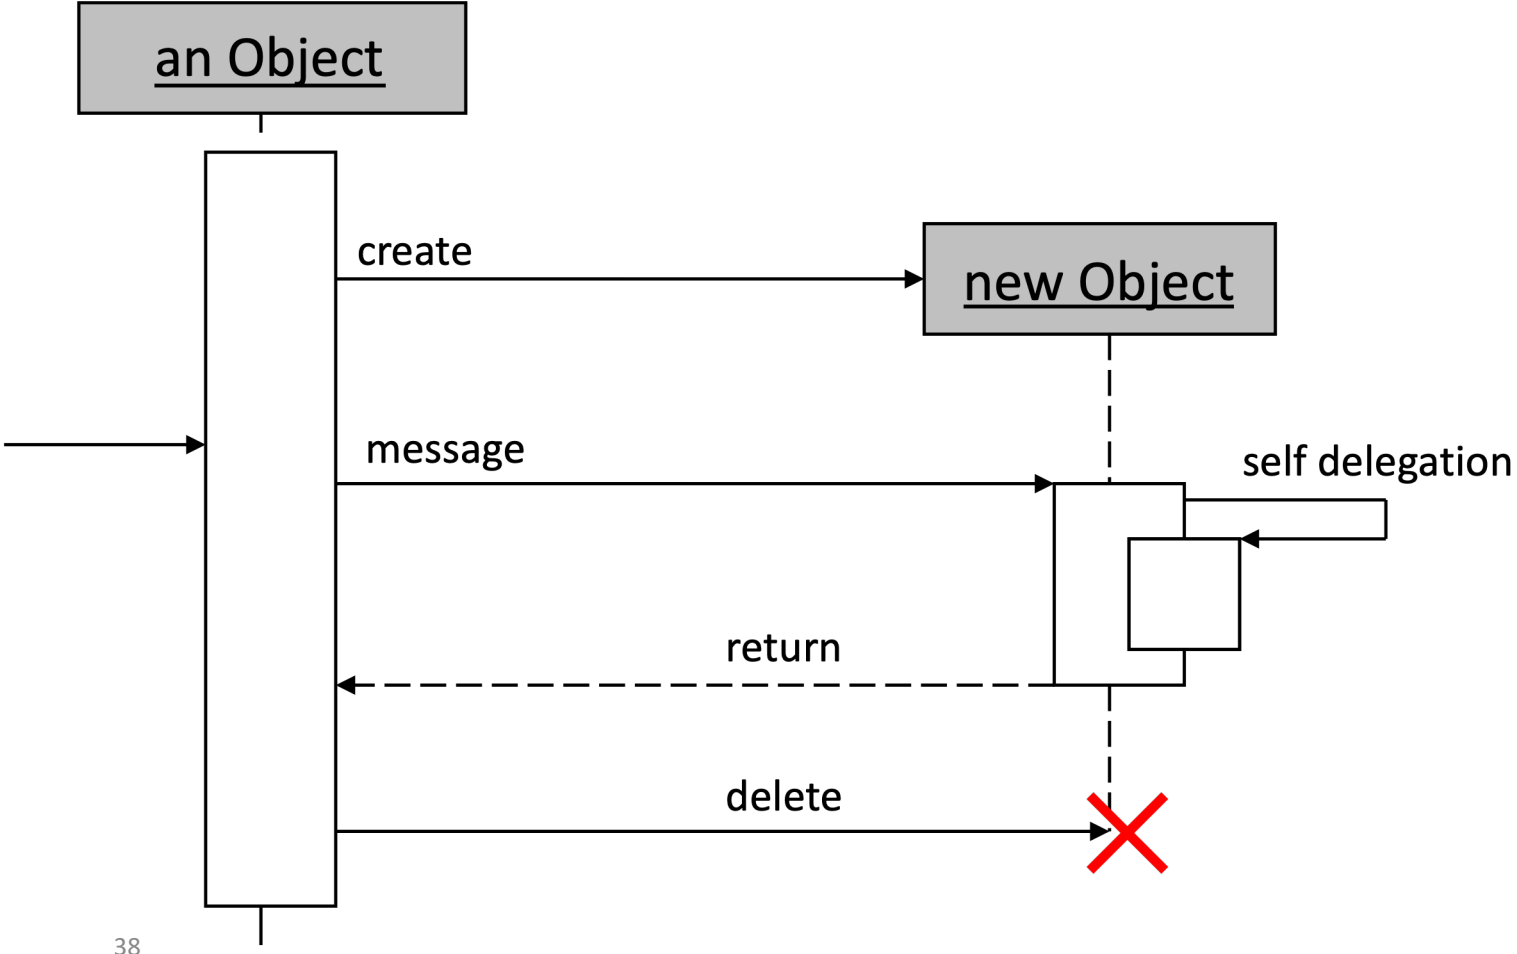 an Object
create
new Object
message
self delegation
return
delete
38